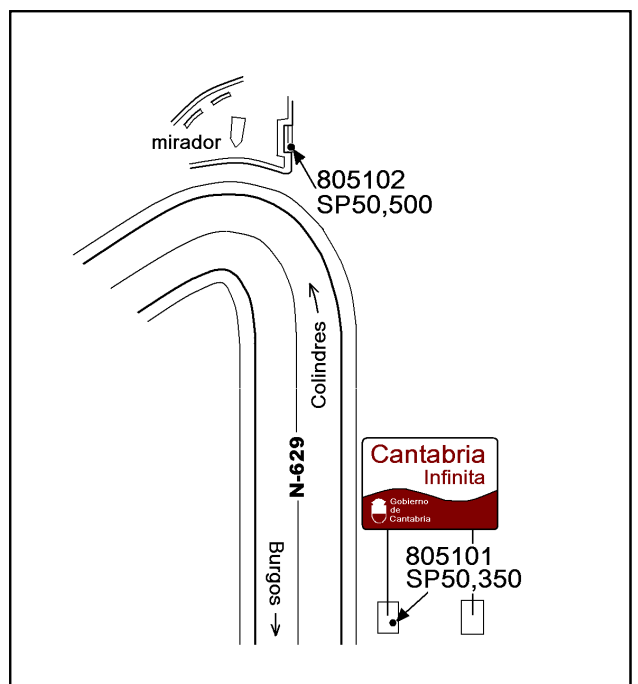 mirador
805102
SP50,500
Colindres
N-629
Burgos
Cantabria
Infinita
Gobierno
de
Cantabria
805101
SP50,350